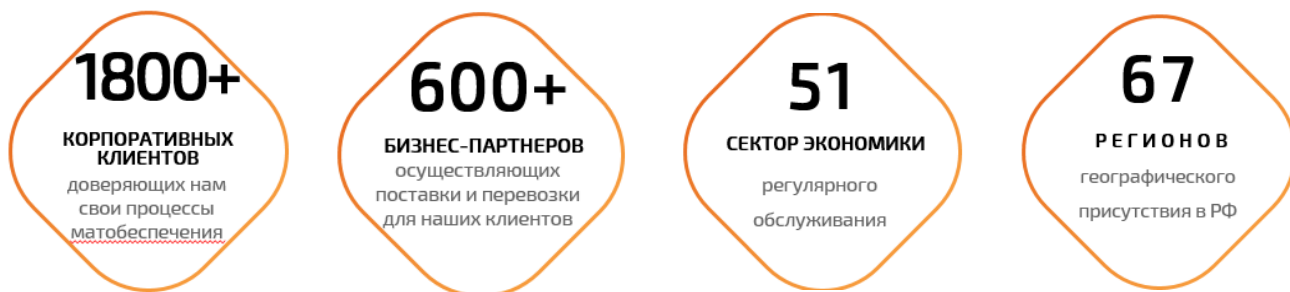 1800+
КОРПОРАТИВНЫХ
КЛИЕНТОВ
доверяющих нам
свои процессы
матобеспечения
600+
БИЗНЕС-ПАРТНЕРОВ
осуществляющих
поставки и перевозки
для наших клиентов
51
СЕКТОР ЭКОНОМИКИ
регулярного
обслуживания
67
РЕГИОНОВ
географического
присутствия в РФ